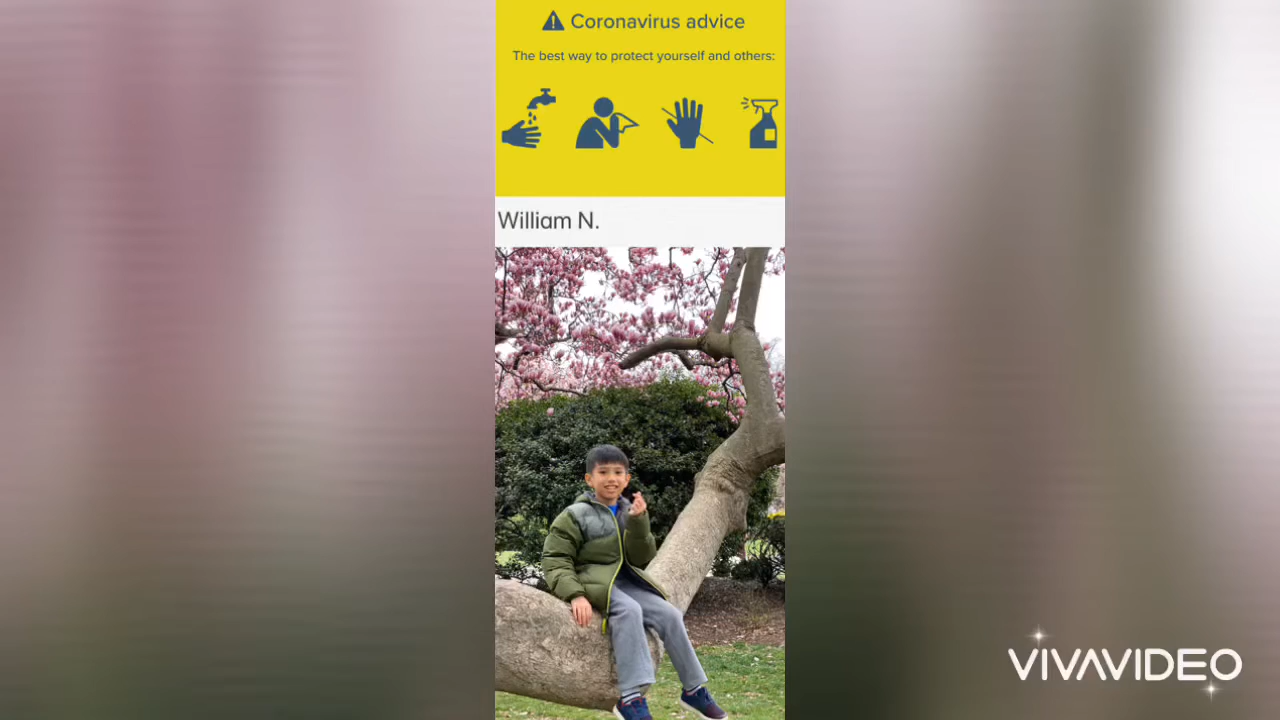 Coronavirus advice
The best way to protect yourself and others:
William N.
VIVAVIDEO